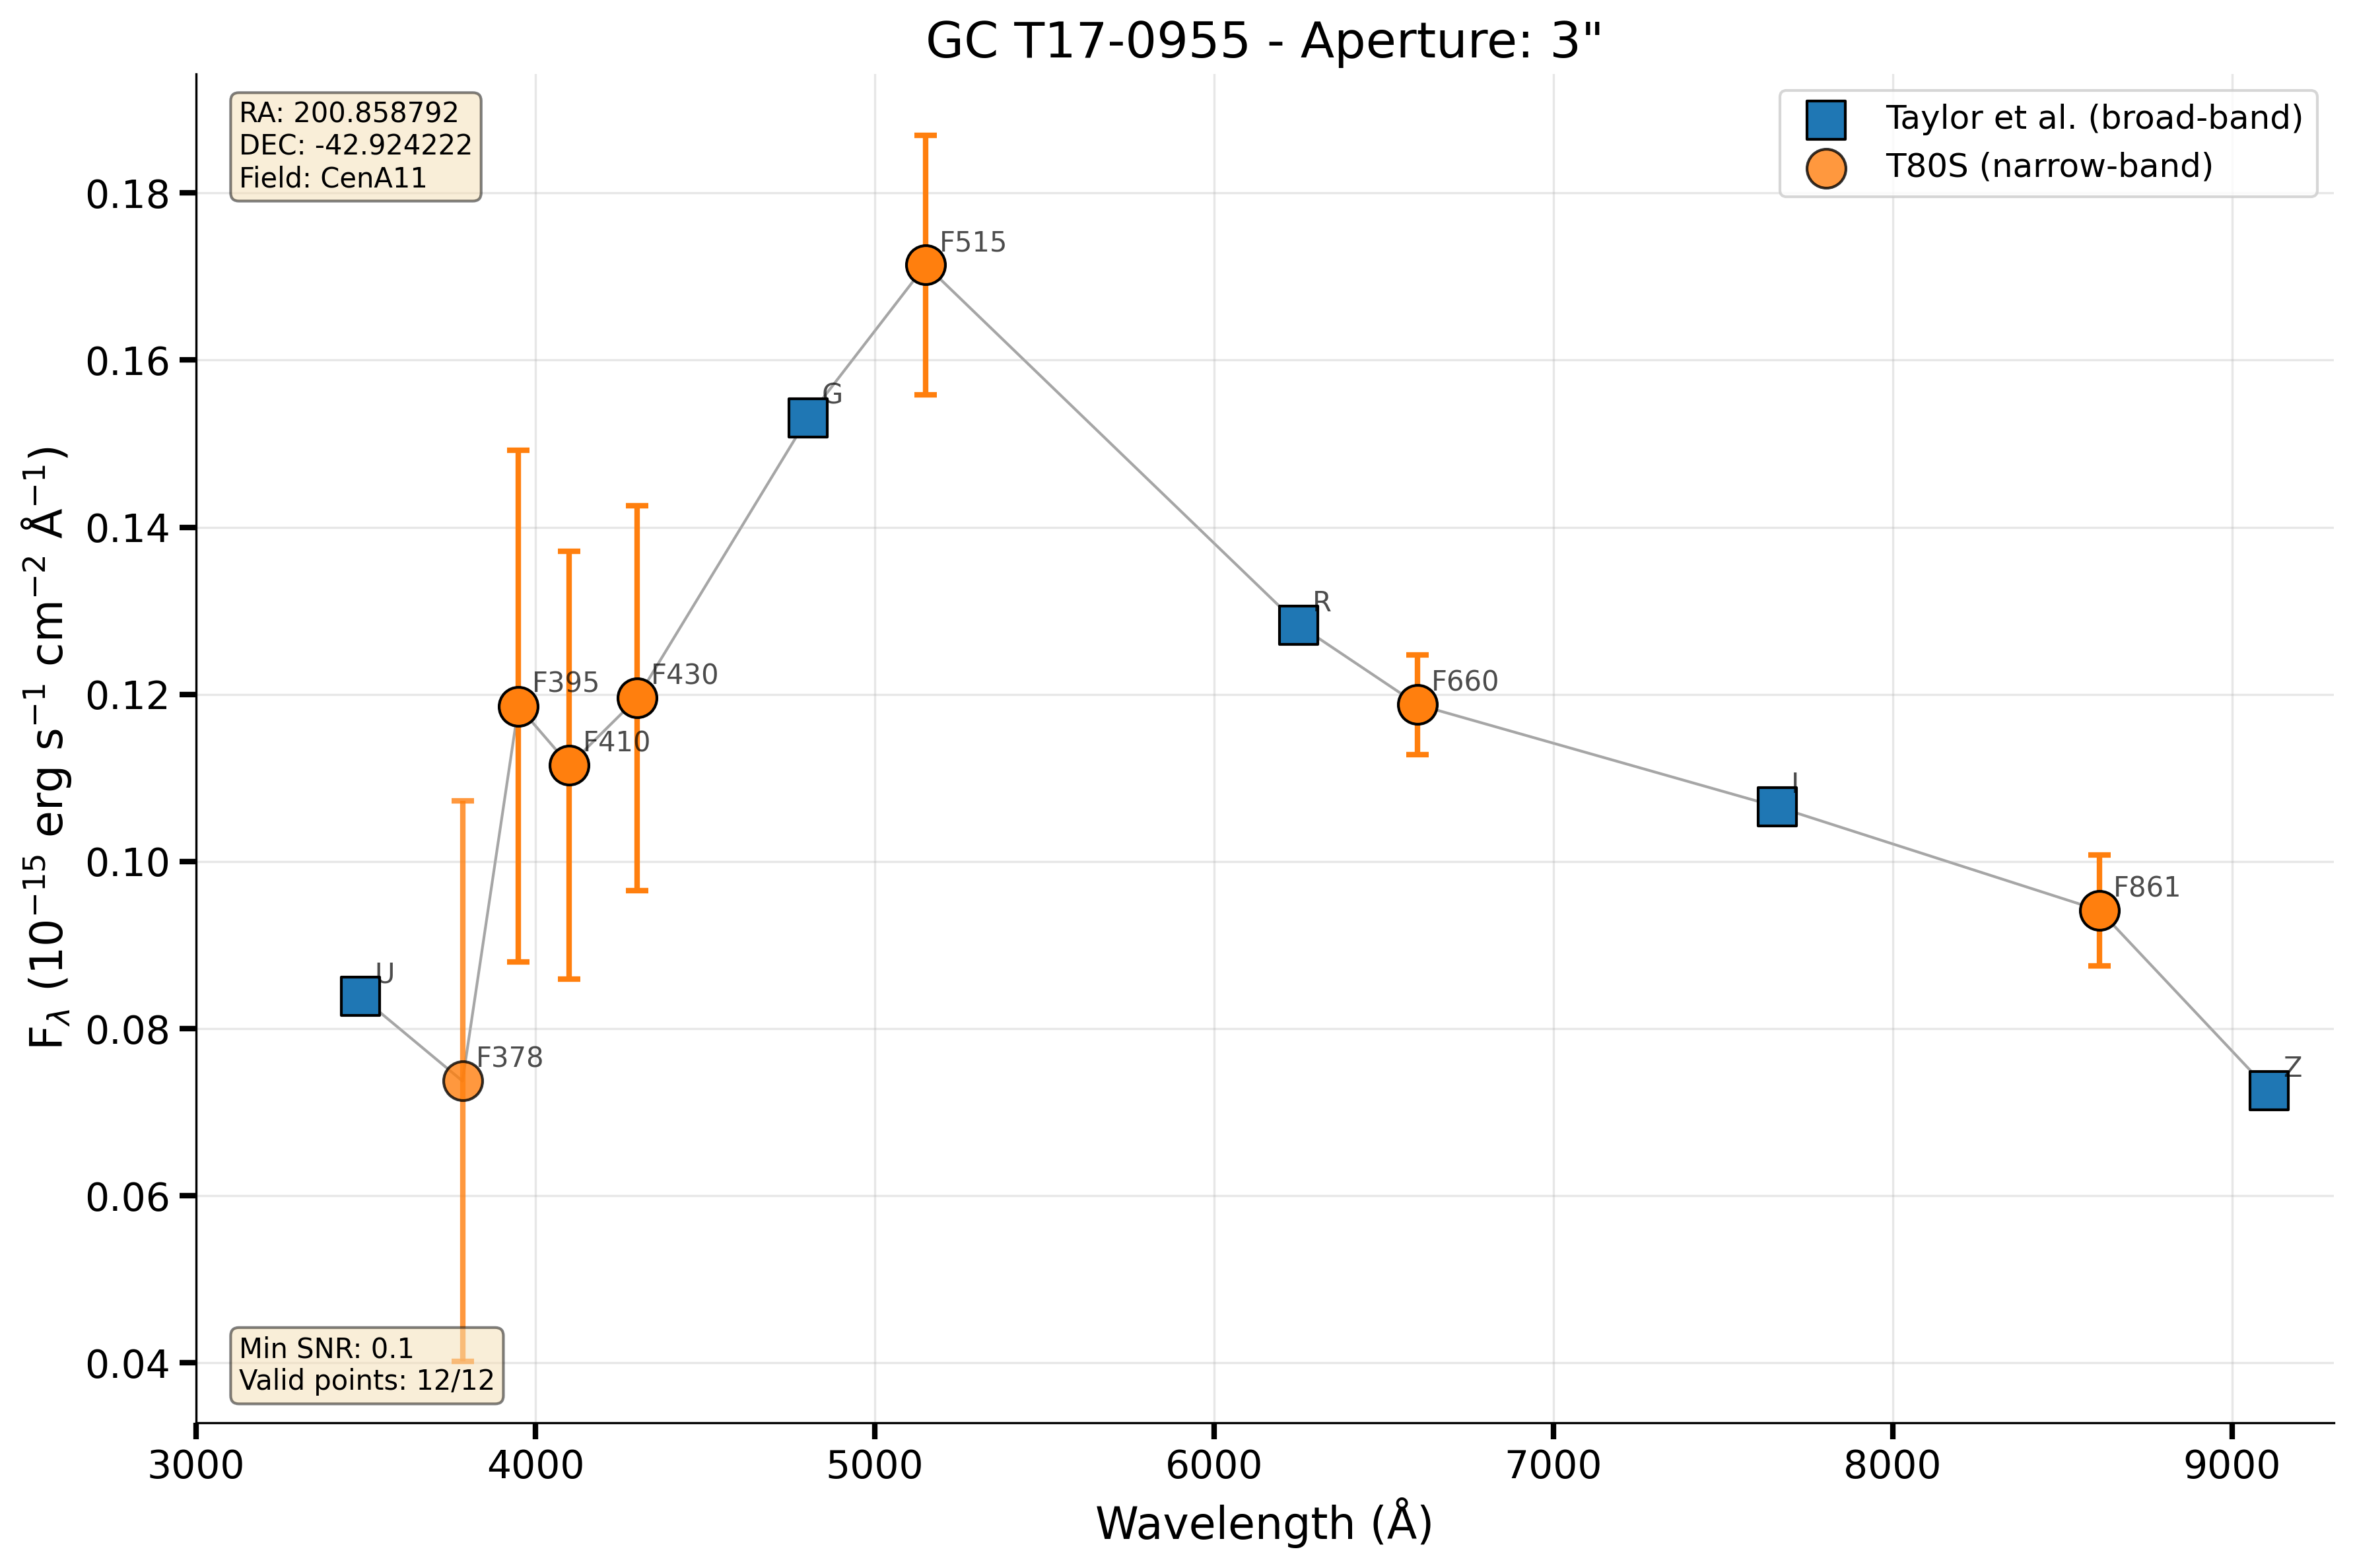 GC T17-0955 - Aperture: 3"
RA: 200.858792
DEC: -42.924222
Field: CenA11
Taylor et al. (broad-band)
T80S (narrow-band)
F515
G
R
F395
F430
F410
F660
I
F861
U
F378
Z
Min SNR: 0.1
Valid points: 12/12
0.18
0.16
0.14
0.12
0.10
0.08
0.06
0.04
F_λ (10⁻¹⁵ erg s⁻¹ cm⁻² Å⁻¹)
3000 4000 5000 6000 7000 8000 9000
Wavelength (Å)